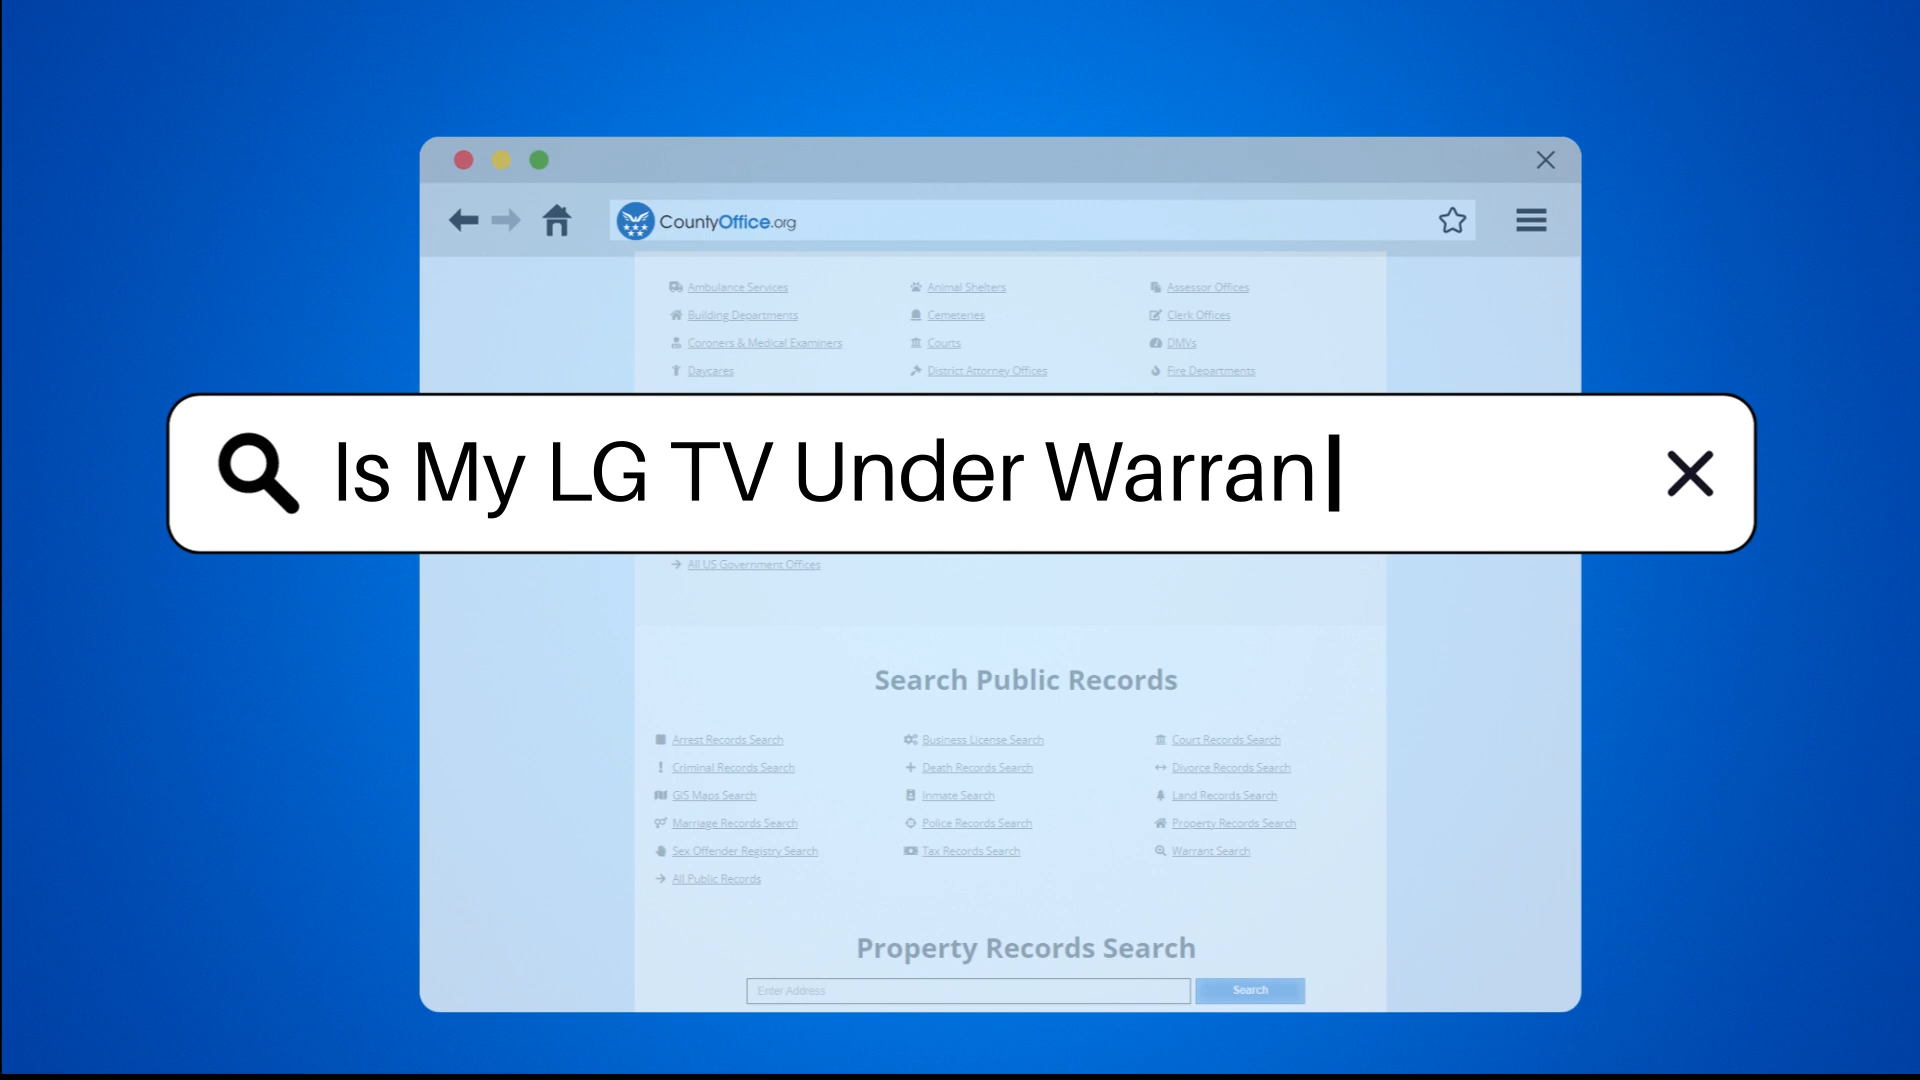 CountyOffice.org
Ambulance Services Animal Shelters Assessor Offices
Building Departments Cemeteries Clerk Offices
Coroners & Medical Examiners Courts DMVs
Daycares District Attorney Offices Fire Departments
Is My LG TV Under Warran
All US Government Offices
Search Public Records
Arrest Records Search Business License Search Court Records Search
Criminal Records Search Death Records Search Divorce Records Search
GIS Maps Search Inmate Search Land Records Search
Marriage Records Search Police Records Search Property Records Search
Sex Offender Registry Search Tax Records Search Warrant Search
All Public Records
Property Records Search
Enter Address Search